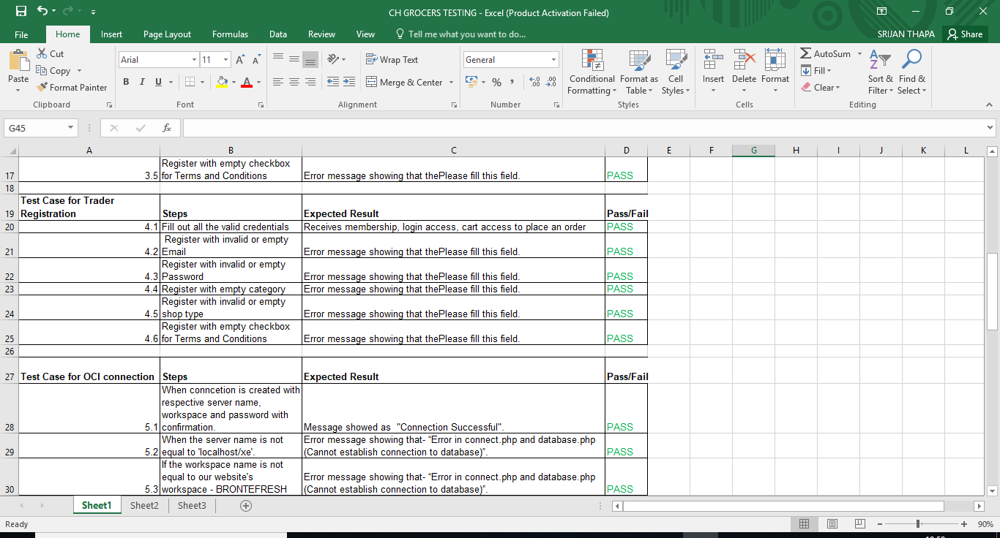 CH GROCERS TESTING - Excel (Product Activation Failed)
File Home Insert Page Layout Formulas Data Review View Tell me what you want to do... SRIJAN THAPA Share
Paste Cut Copy Format Painter
Arial 11 A A
B I U A
Wrap Text
Merge & Center
General
% ,
Conditional Formatting Format as Table Cell Styles
Insert Delete Format
AutoSum Fill Clear
Sort & Filter Find & Select
Clipboard Font Alignment Number Styles Cells Editing
G45 fx
A B C D E F G H I J K L
Register with empty checkbox
17 3.5 for Terms and Conditions Error message showing that thePlease fill this field. PASS
18
Test Case for Trader
19 Registration Steps Expected Result Pass/Fail
20 4.1 Fill out all the valid credentials Receives membership, login access, cart access to place an order PASS
Register with invalid or empty
21 4.2 Email Error message showing that thePlease fill this field. PASS
Register with invalid or empty
22 4.3 Password Error message showing that thePlease fill this field. PASS
23 4.4 Register with empty category Error message showing that thePlease fill this field. PASS
Register with invalid or empty
24 4.5 shop type Error message showing that thePlease fill this field. PASS
Register with empty checkbox
25 4.6 for Terms and Conditions Error message showing that thePlease fill this field. PASS
26
27 Test Case for OCI connection Steps Expected Result Pass/Fail
When conncetion is created with
respective server name,
workspace and password with
28 5.1 confirmation. Message showed as  "Connection Successful". PASS
When the server name is not Error message showing that- “Error in connect.php and database.php
29 5.2 equal to 'localhost/xe'. (Cannot establish connection to database)”. PASS
If the workspace name is not
equal to our website's Error message showing that- “Error in connect.php and database.php
30 5.3 workspace - BRONTEFRESH (Cannot establish connection to database)”. PASS
Sheet1 Sheet2 Sheet3
Ready 90%